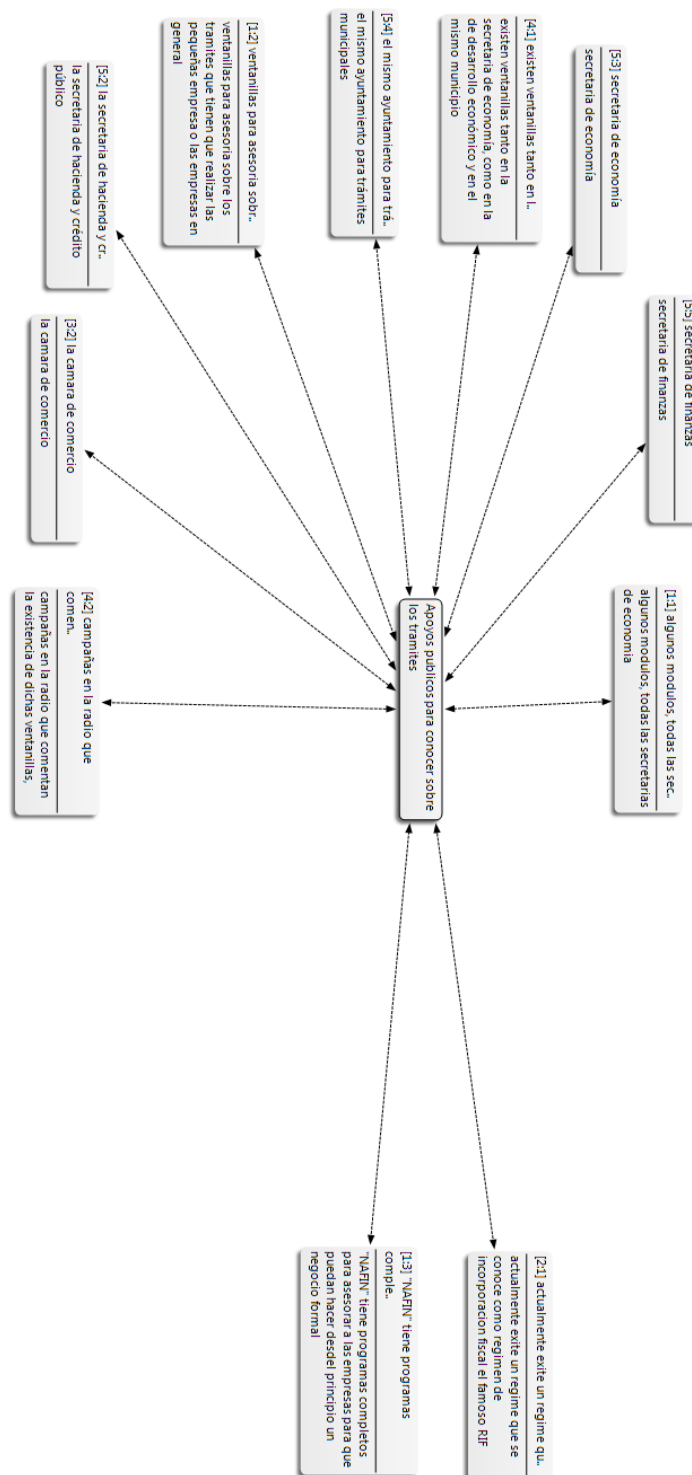 [5:5] secretaria de finanzas
secretaria de finanzas
[1:1] algunos modulos, todas las sec..
algunos modulos, todas las secretarias
de economia
[5:3] secretaria de economía
secretaria de economía
[4:1] existen ventanillas tanto en l..
existen ventanillas tanto en la
secretaria de economía, como en la
de desarrollo económico y en el
mismo municipio
[2:1] actualmente exite un regime qu..
actualmente exite un regime que se
conoce como regimen de
incorporacion fiscal el famoso RIF
Apoyos publicos para conocer sobre
los tramites
[5:4] el mismo ayuntamiento para trá..
el mismo ayuntamiento para trámites
municipales
[1:3] "NAFIN" tiene programas
comple..
"NAFIN" tiene programas completos
para asesorar a las empresas para que
puedan hacer desdel principio un
negocio formal
[1:2] ventanillas para asesoria sobr..
ventanillas para asesoria sobre los
tramites que tienen que realizar las
pequeñas empresa o las empresas en
general
[5:2] la secretaria de hacienda y cr..
la secretaria de hacienda y crédito
público
[3:2] la camara de comercio
la camara de comercio
[4:2] campañas en la radio que
comen..
campañas en la radio que comentan
la existencia de dichas ventanillas,